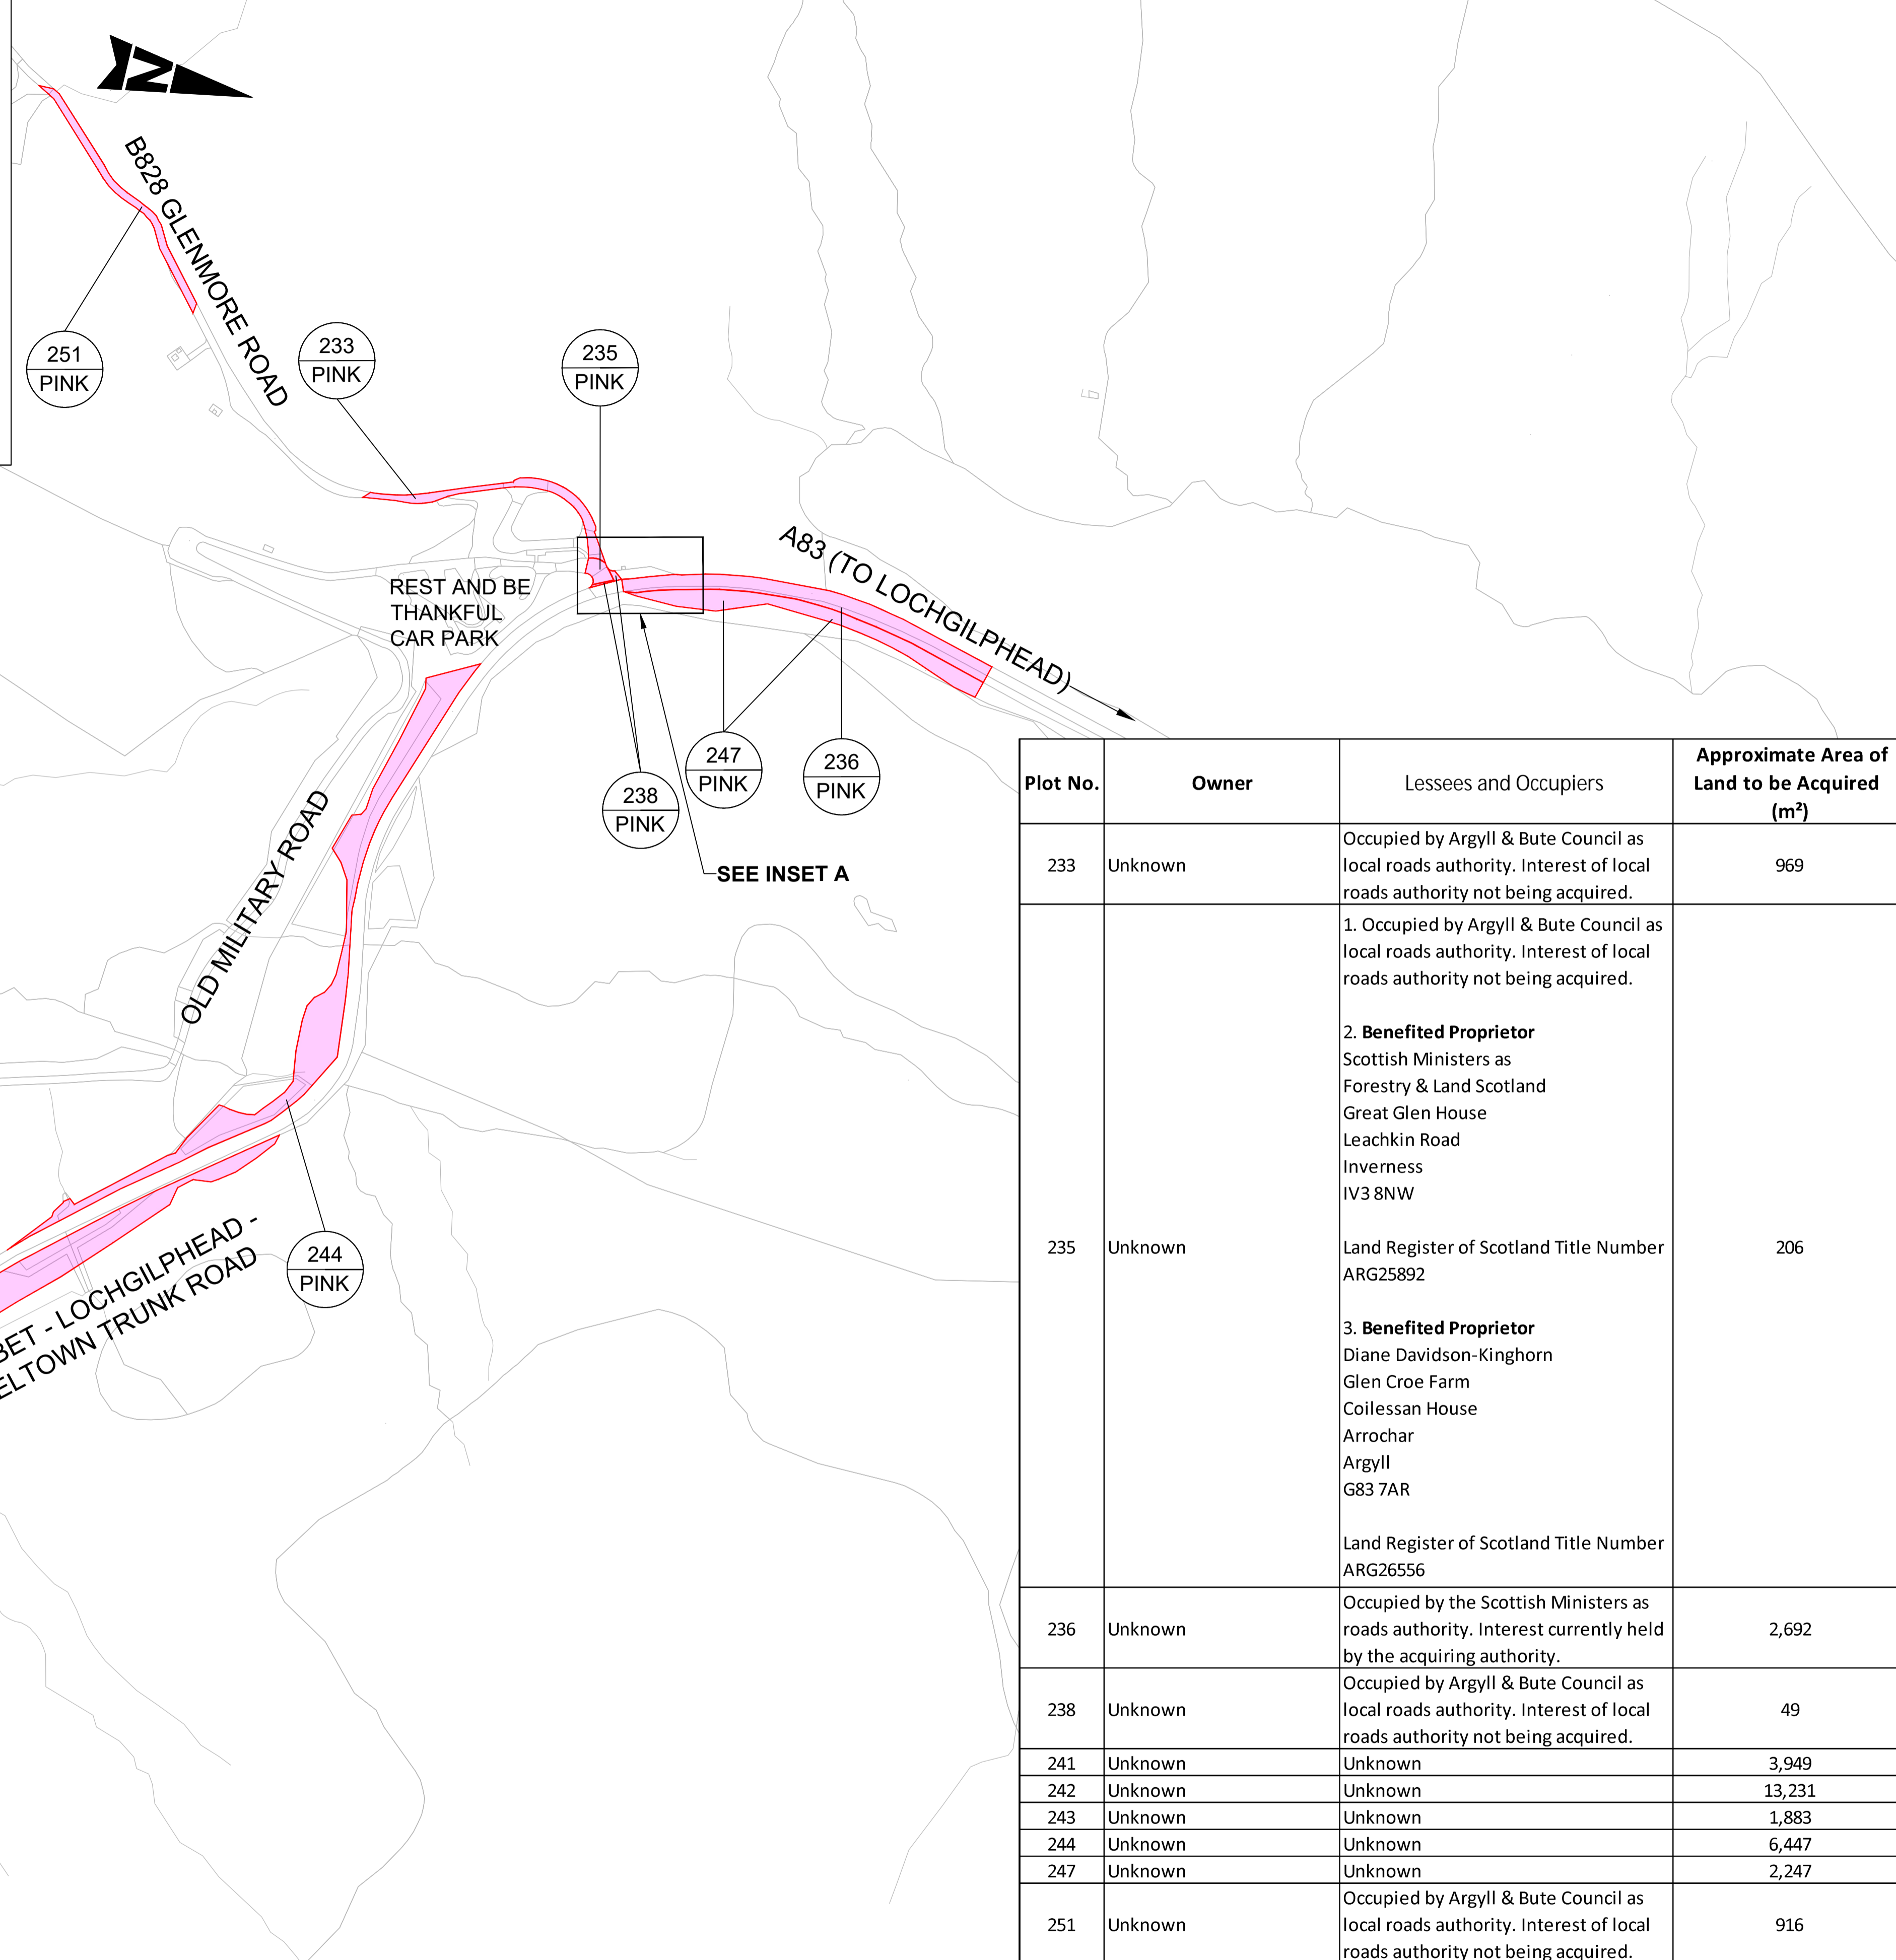 N
B828 GLENMORE ROAD
251
PINK
233
PINK
235
PINK
A83 (TO LOCHGILPHEAD)
REST AND BE
THANKFUL
CAR PARK
247
PINK
236
PINK
238
PINK
SEE INSET A
OLD MILITARY ROAD
244
PINK
BET - LOCHGILPHEAD -
ELTOWN TRUNK ROAD
Plot No. Owner Lessees and Occupiers Approximate Area of
Land to be Acquired
(m²)
233 Unknown Occupied by Argyll & Bute Council as
local roads authority. Interest of local
roads authority not being acquired. 969
235 Unknown 1. Occupied by Argyll & Bute Council as
local roads authority. Interest of local
roads authority not being acquired.
2. Benefited Proprietor
Scottish Ministers as
Forestry & Land Scotland
Great Glen House
Leachkin Road
Inverness
IV3 8NW
Land Register of Scotland Title Number
ARG25892
3. Benefited Proprietor
Diane Davidson-Kinghorn
Glen Croe Farm
Coilessan House
Arrochar
Argyll
G83 7AR
Land Register of Scotland Title Number
ARG26556 206
236 Unknown Occupied by the Scottish Ministers as
roads authority. Interest currently held
by the acquiring authority. 2,692
238 Unknown Occupied by Argyll & Bute Council as
local roads authority. Interest of local
roads authority not being acquired. 49
241 Unknown Unknown 3,949
242 Unknown Unknown 13,231
243 Unknown Unknown 1,883
244 Unknown Unknown 6,447
247 Unknown Unknown 2,247
251 Unknown Occupied by Argyll & Bute Council as
local roads authority. Interest of local
roads authority not being acquired. 916